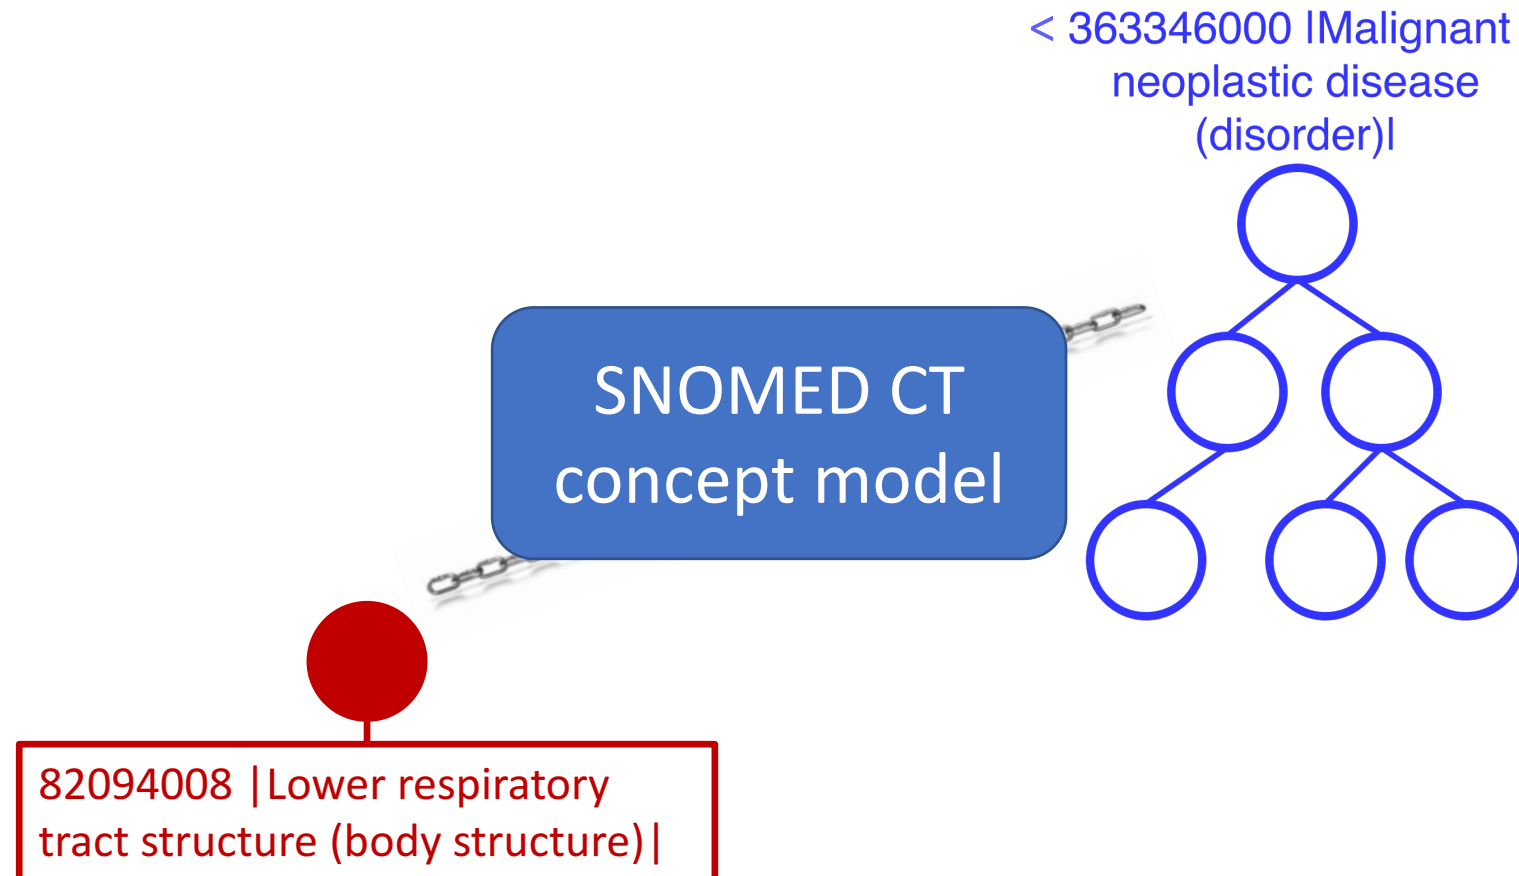 < 363346000 |Malignant
neoplastic disease
(disorder)|
SNOMED CT
concept model
82094008 |Lower respiratory
tract structure (body structure)|